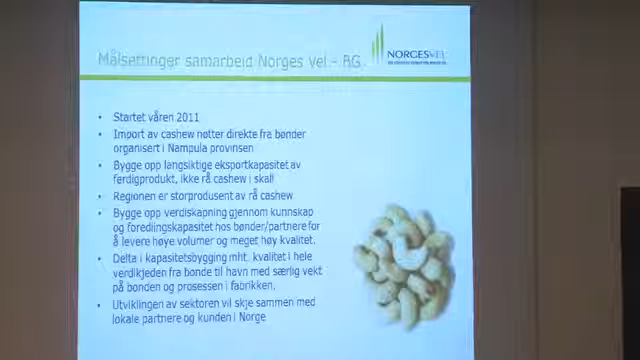 Målsettinger samarbeid Norges Vel - BG.
NORGESVEL
• Startet våren 2011
• Import av cashew nøtter direkte fra bønder
organisert i Nampula provinsen
• Bygge opp langsiktige eksportkapasitet av
ferdigprodukt, ikke rå cashew i skall
• Regionen er storprodusent av rå cashew
• Bygge opp verdiskapning gjennom kunnskap
og foredlingskapasitet hos bønder/partnere for
å levere høye volumer og meget høy kvalitet.
• Delta i kapasitetsbygging mht. kvalitet i hele
verdikjeden fra bonde til havn med særlig vekt
på bonden og prosessen i fabrikken.
• Utviklingen av sektoren vil skje sammen med
lokale partnere og kunden i Norge